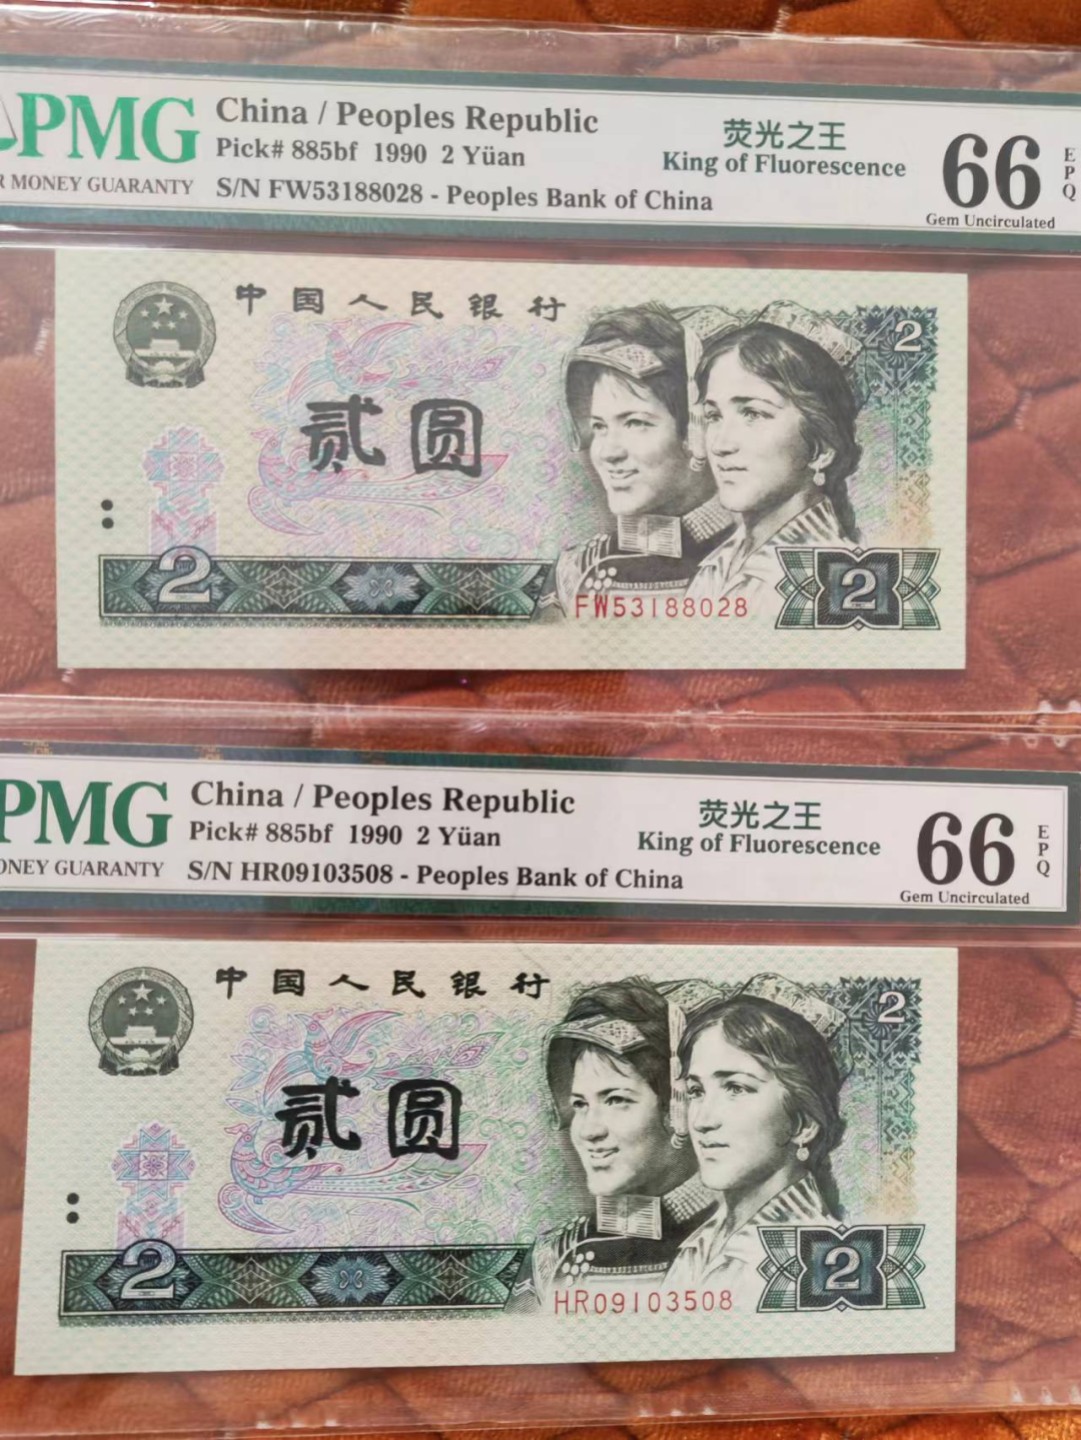 PMG
China / Peoples Republic
Pick# 885bf 1990 2 Yüan
S/N FW53188028 - Peoples Bank of China
MONEY GUARANTY
荧光之王
King of Fluorescence
66
EPQ
Gem Uncirculated
中国人民银行
2
贰圆
2
FW53188028
2
PMG
China / Peoples Republic
Pick# 885bf 1990 2 Yüan
S/N HR09103508 - Peoples Bank of China
ONEY GUARANTY
荧光之王
King of Fluorescence
66
EPQ
Gem Uncirculated
中国人民银行
2
贰圆
2
HR09103508
2